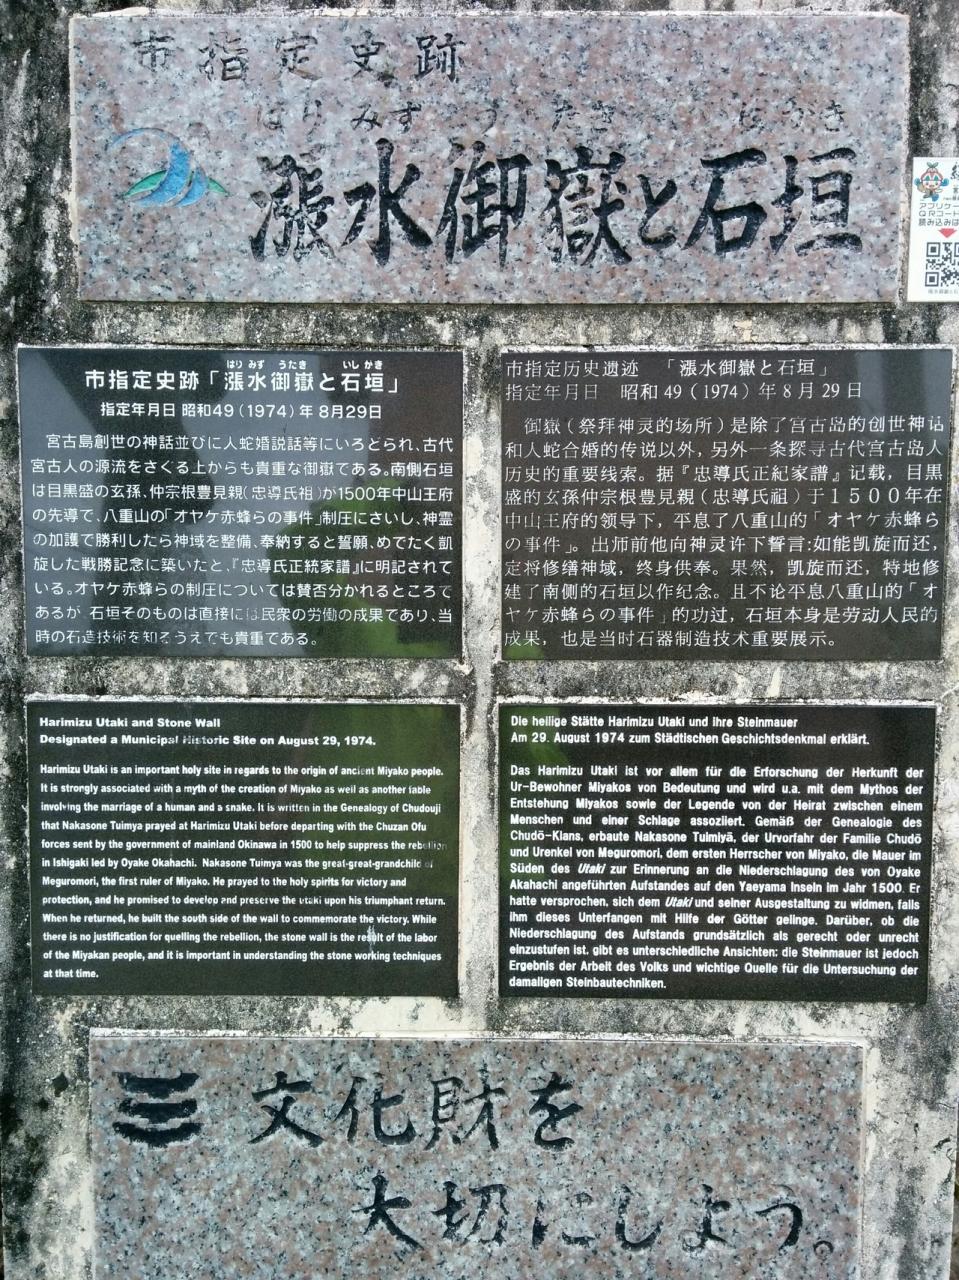 市指定史跡
はりみず うたき いしがき
漲水御嶽と石垣
アプリケー
QRコード
読み込みは
はりみず うたき いしがき
市指定史跡「漲水御嶽と石垣」
指定年月日 昭和49(1974)年8月29日
宮古島創世の神話並びに人蛇婚説話等にいろどられ、古代
宮古人の源流をさぐる上からも貴重な御嶽である。南側石垣
は目黒盛の玄孫、仲宗根豊見親(忠導氏祖)が1500年中山王府
の先導で、八重山の「オヤケ赤蜂らの事件」制圧にさいし、神霊
の加護で勝利したら神域を整備、奉納すると誓願、めでたく凱
旋した戦勝記念に築いたと、『忠導氏正統家譜』に明記されて
いる。オヤケ赤蜂らの制圧については賛否分かれるところで
あるが 石垣そのものは直接には民衆の労働の成果であり、当
時の石造技術を知るうえでも貴重である。
市指定历史遗迹 「漲水御嶽と石垣」
指定年月日 昭和49(1974)年8月29日
御嶽(祭拜神灵的场所)是除了宫古岛的创世神话
和人蛇合婚的传说以外,另外一条探寻古代宫古岛人
历史的重要线索。据『忠導氏正紀家譜』记载,目黒
盛的玄孫仲宗根豊見親(忠導氏祖)于1500年在
中山王府的领导下,平息了八重山的「オヤケ赤蜂ら
の事件」。出师前他向神灵许下誓言:如能凯旋而还,
定将修缮神域,终身供奉。果然,凯旋而还,特地修
建了南侧的石垣以作纪念。且不论平息八重山的「オ
ヤケ赤蜂らの事件」的功过,石垣本身是劳动人民的
成果,也是当时石器制造技术重要展示。
Harimizu Utaki and Stone Wall
Designated a Municipal Historic Site on August 29, 1974.
Harimizu Utaki is an important holy site in regards to the origin of ancient Miyako people.
It is strongly associated with a myth of the creation of Miyako as well as another fable
involving the marriage of a human and a snake. It is written in the Genealogy of Chudouji
that Nakasone Tuimya prayed at Harimizu Utaki before departing with the Chuzan Ofu
forces sent by the government of mainland Okinawa in 1500 to help suppress the rebellion
in Ishigaki led by Oyake Okahachi. Nakasone Tuimya was the great-great-grandchild of
Meguromori, the first ruler of Miyako. He prayed to the holy spirits for victory and
protection, and he promised to develop and preserve the utaki upon his triumphant return.
When he returned, he built the south side of the wall to commemorate the victory. While
there is no justification for quelling the rebellion, the stone wall is the result of the labor
of the Miyakan people, and it is important in understanding the stone working techniques
at that time.
Die heilige Stätte Harimizu Utaki und ihre Steinmauer
Am 29. August 1974 zum Städtischen Geschichtsdenkmal erklärt.
Das Harimizu Utaki ist vor allem für die Erforschung der Herkunft der
Ur-Bewohner Miyakos von Bedeutung und wird u.a. mit dem Mythos der
Entstehung Miyakos sowie der Legende von der Heirat zwischen einem
Menschen und einer Schlage assoziiert. Gemäß der Genealogie des
Chudō-Klans, erbaute Nakasone Tuimiyā, der Urvorfahr der Familie Chudō
und Urenkel von Meguromori, dem ersten Herrscher von Miyako, die Mauer im
Süden des Utaki zur Erinnerung an die Niederschlagung des von Oyake
Akahachi angeführten Aufstandes auf den Yaeyama Inseln im Jahr 1500. Er
hatte versprochen, sich dem Utaki und seiner Ausgestaltung zu widmen, falls
ihm dieses Unterfangen mit Hilfe der Götter gelinge. Darüber, ob die
Niederschlagung des Aufstands grundsätzlich als gerecht oder unrecht
einzustufen ist, gibt es unterschiedliche Ansichten: die Steinmauer ist jedoch
Ergebnis der Arbeit des Volks und wichtige Quelle für die Untersuchung der
damaligen Steinbautechniken.
文化財を
大切にしよう。